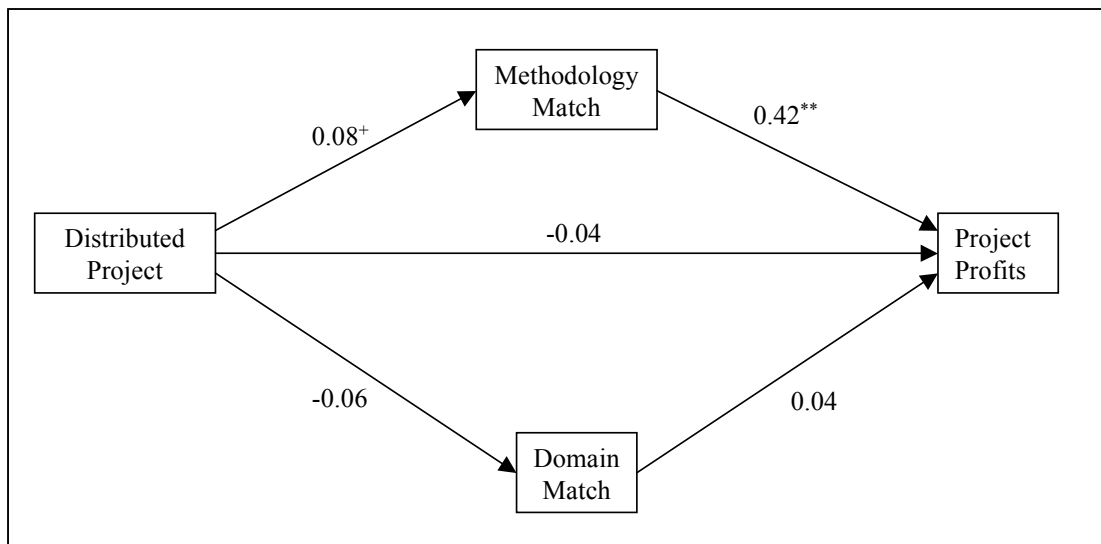 Methodology
Match
0.08+
0.42**
Distributed
Project
-0.04
Project
Profits
-0.06
0.04
Domain
Match